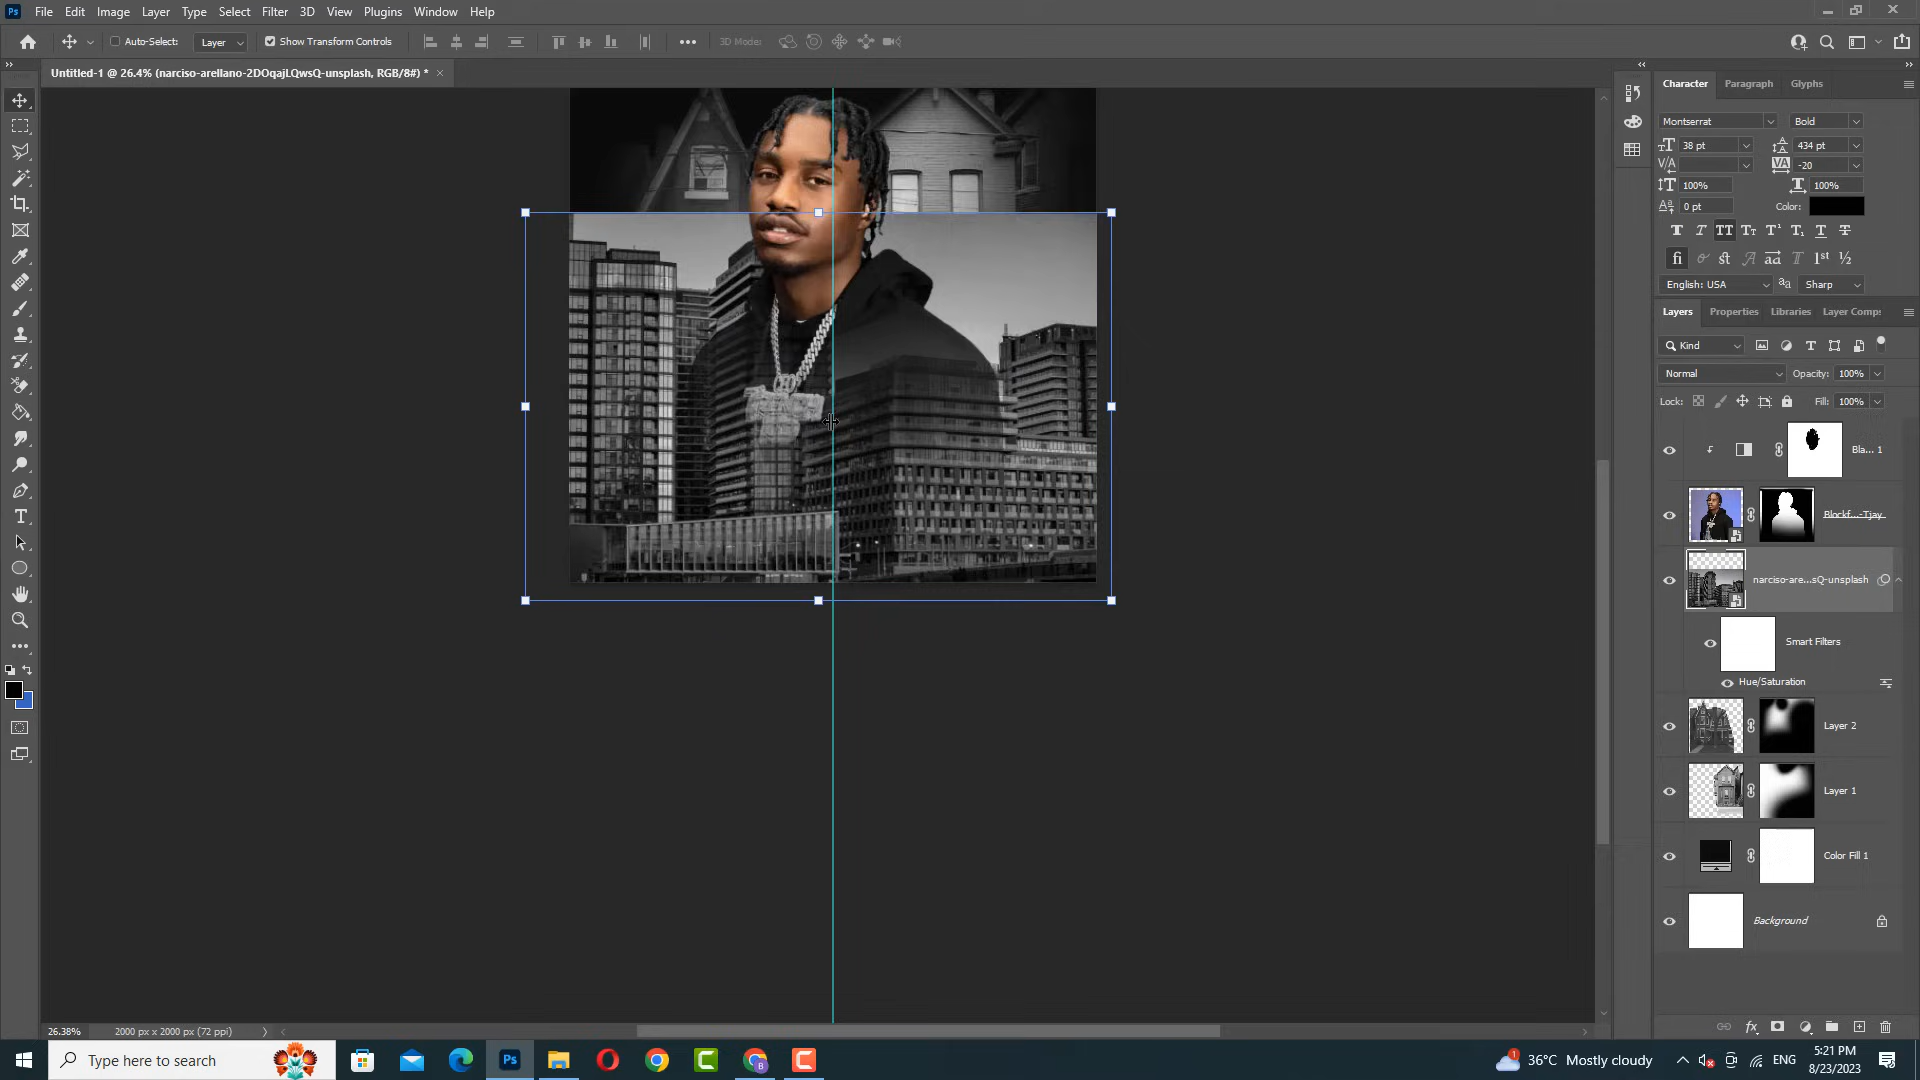 Ps File Edit Image Layer Type Select Filter 3D View Plugins Window Help
Auto-Select: Layer Show Transform Controls 3D Mode:
Untitled-1 @ 26.4% (narciso-arellano-2DOqajLQwsQ-unsplash, RGB/8#) * ×
Character Paragraph Glyphs
Montserrat Bold
38 pt 434 pt
-20
100% 100%
0 pt Color:
English: USA Sharp
Layers Properties Libraries Layer Comps
Kind
Normal Opacity: 100%
Lock: Fill: 100%
Bla... 1
Blockf...-Tjay
narciso-are...sQ-unsplash
Smart Filters
Hue/Saturation
Layer 2
Layer 1
Color Fill 1
Background
26.38% 2000 px x 2000 px (72 ppi)
Type here to search
Ps
1 36°C Mostly cloudy ENG 5:21 PM
8/23/2023